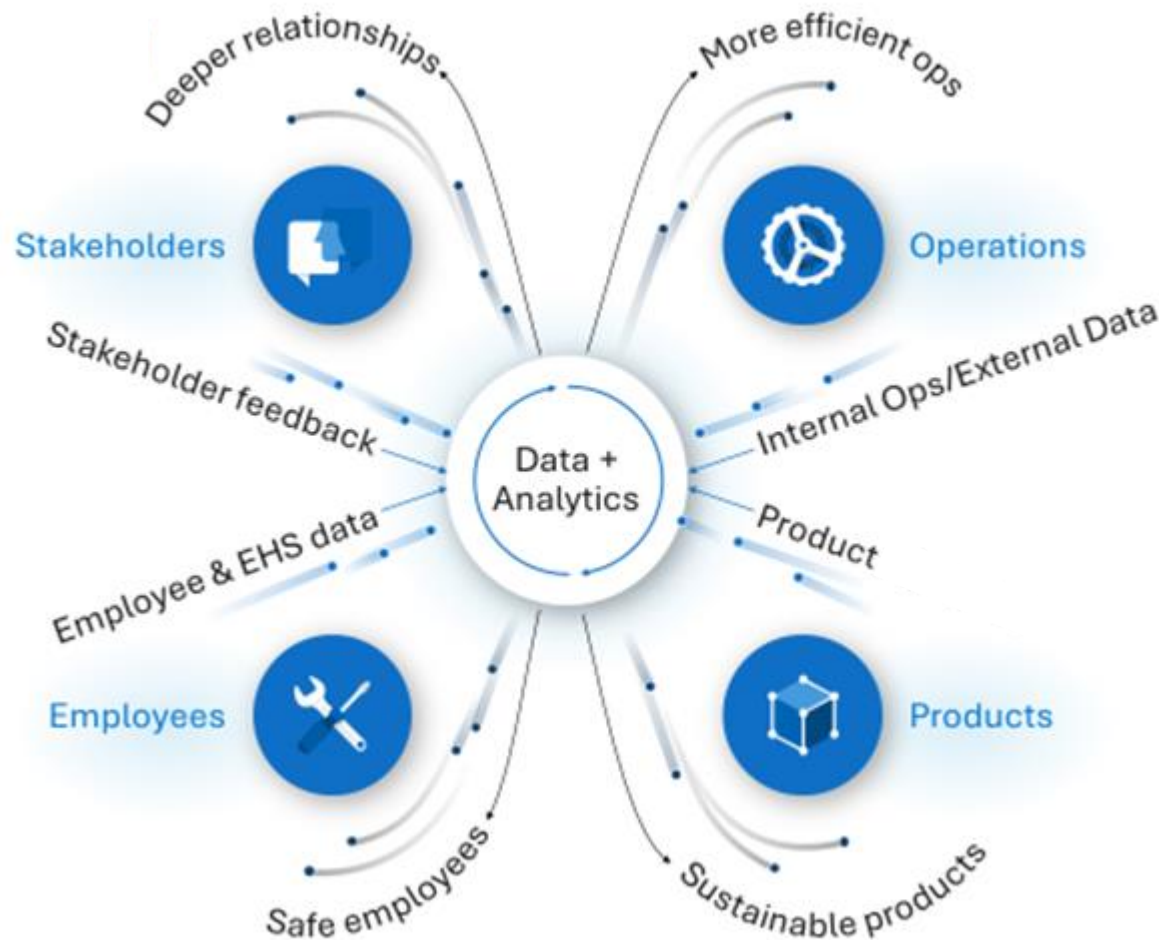 Deeper relationships
More efficient ops
Stakeholders
Operations
Stakeholder feedback
Internal Ops/External Data
Data +
Analytics
Employee & EHS data
Product
Employees
Products
Safe employees
Sustainable products